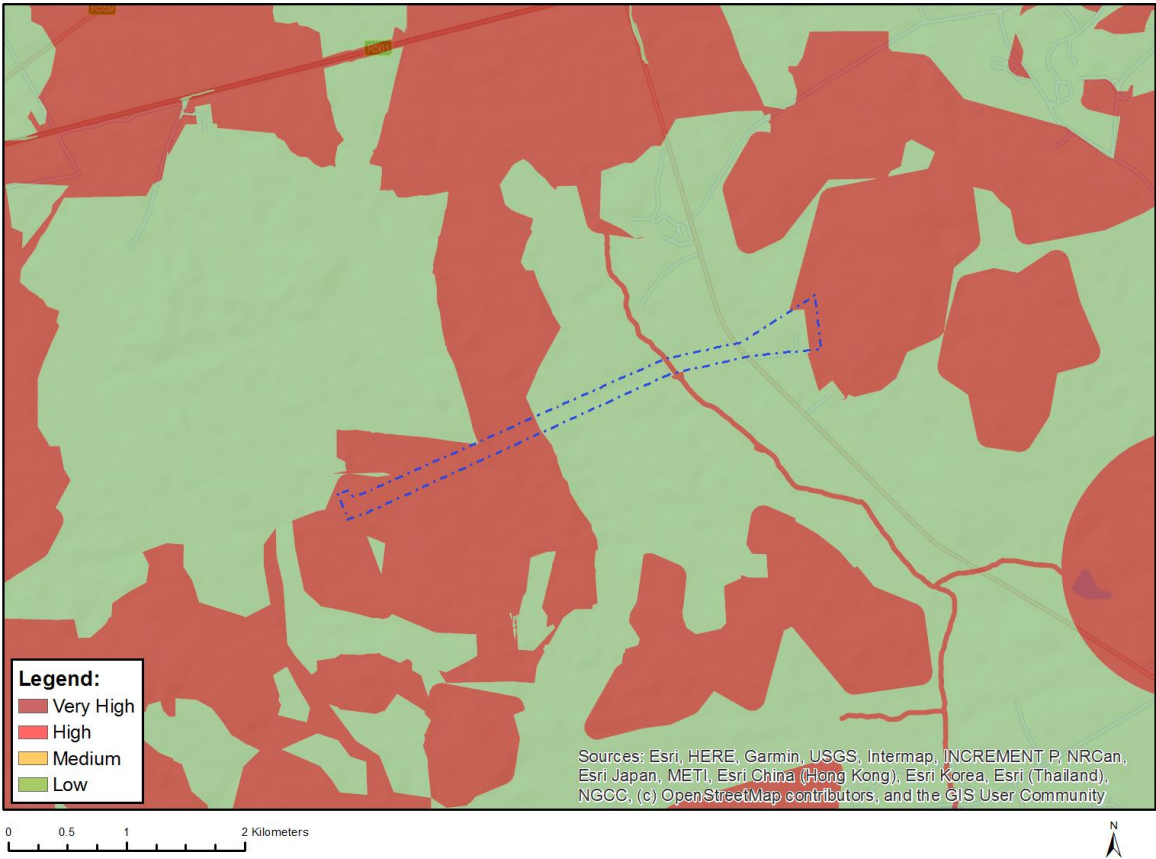 R501
Legend:
Very High
High
Medium
Low
Sources: Esri, HERE, Garmin, USGS, Intermap, INCREMENT P, NRCan,
Esri Japan, METI, Esri China (Hong Kong), Esri Korea, Esri (Thailand),
NGCC, (c) OpenStreetMap contributors, and the GIS User Community
0 0.5 1 2 Kilometers
N